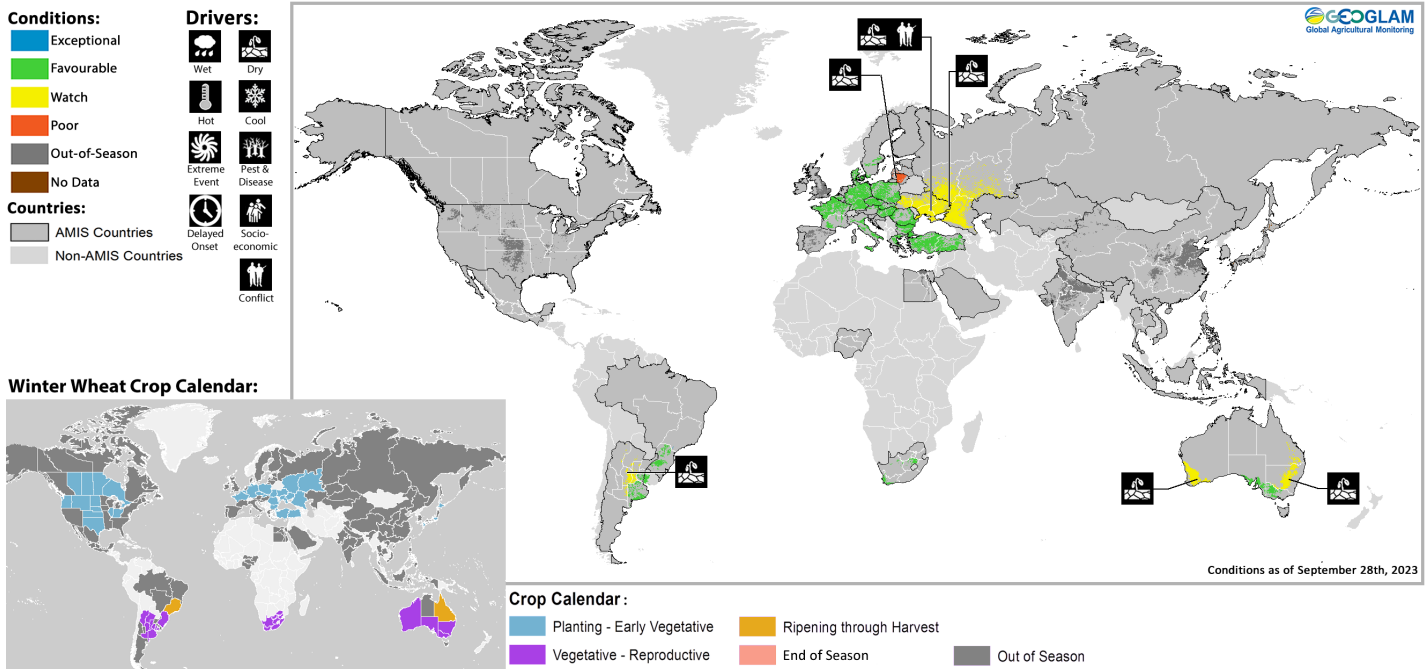 Conditions:
Exceptional
Favourable
Watch
Poor
Out-of-Season
No Data
Countries:
AMIS Countries
Non-AMIS Countries
Drivers:
Wet
Dry
Hot
Cool
Extreme
Event
Pest &
Disease
Delayed
Onset
Socio-
economic
Conflict
GEOGLAM
Global Agricultural Monitoring
Winter Wheat Crop Calendar:
Conditions as of September 28th, 2023
Crop Calendar :
Planting - Early Vegetative
Ripening through Harvest
Vegetative - Reproductive
End of Season
Out of Season